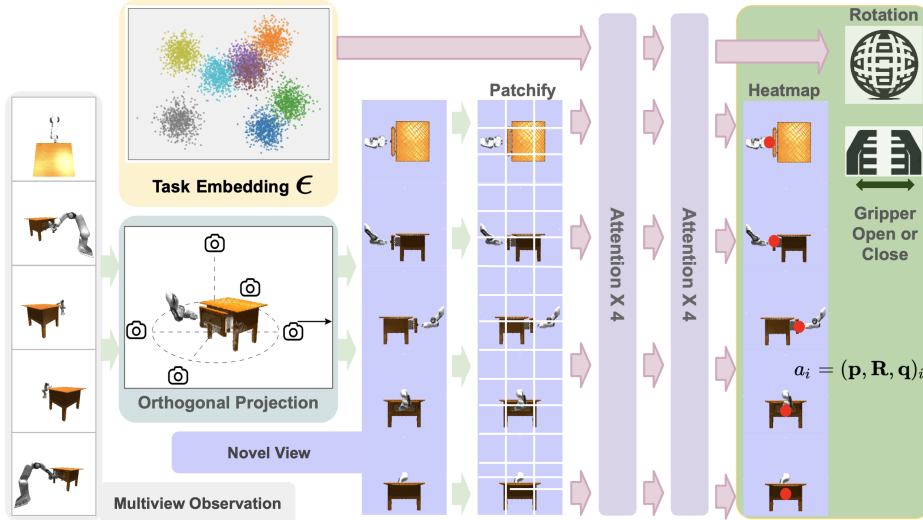 Rotation
Patchify
Heatmap
Task Embedding ϵ
Gripper
Open or
Close
Attention X 4
Attention X 4
a_i = (p, R, q)_i
Orthogonal Projection
Novel View
Multiview Observation